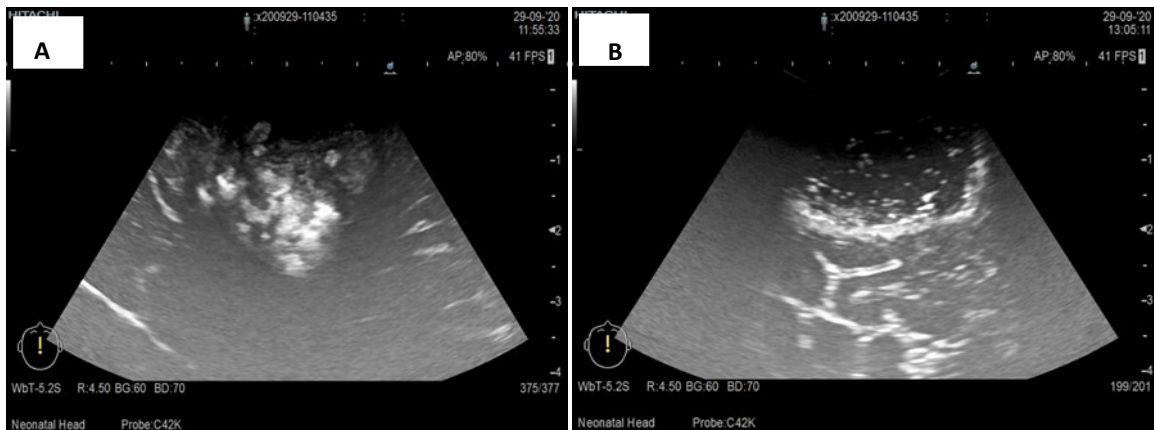 HITACHI
A
:x200929-110435 : :
:
29-09-'20
11:55:33
AP:80% 41 FPS 1
-1
-2
-3
-4
!
WbT-5.2S R:4.50 BG:60 BD:70
375/377
Neonatal Head Probe:C42K
HITACHI
B
:x200929-110435 : :
:
29-09-'20
13:05:11
AP:80% 41 FPS 1
-1
-2
-3
-4
!
WbT-5.2S R:4.50 BG:60 BD:70
199/201
Neonatal Head Probe:C42K